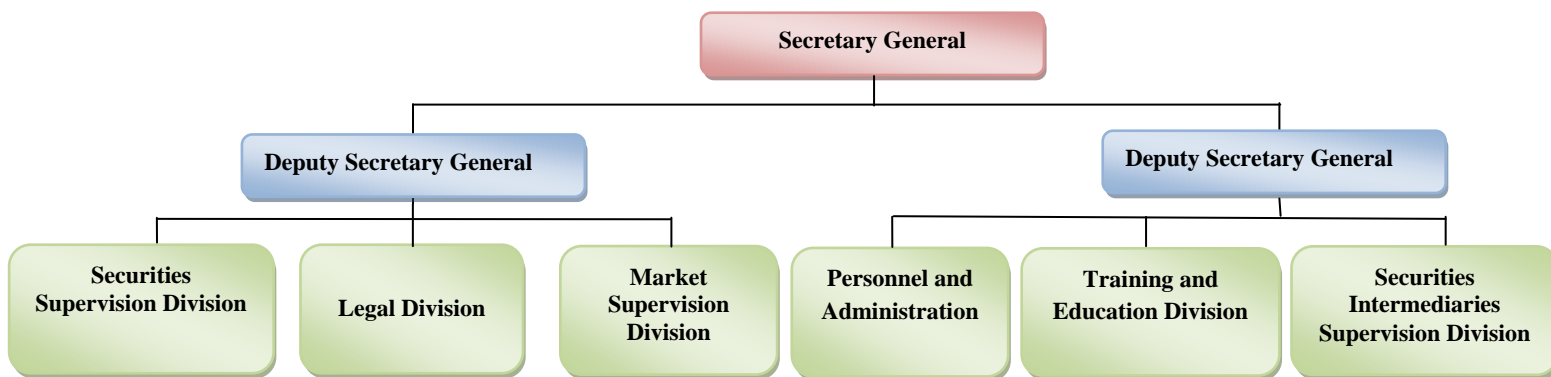 Secretary General
Deputy Secretary General
Deputy Secretary General
Securities
Supervision Division
Legal Division
Market
Supervision
Division
Personnel and
Administration
Training and
Education Division
Securities
Intermediaries
Supervision Division